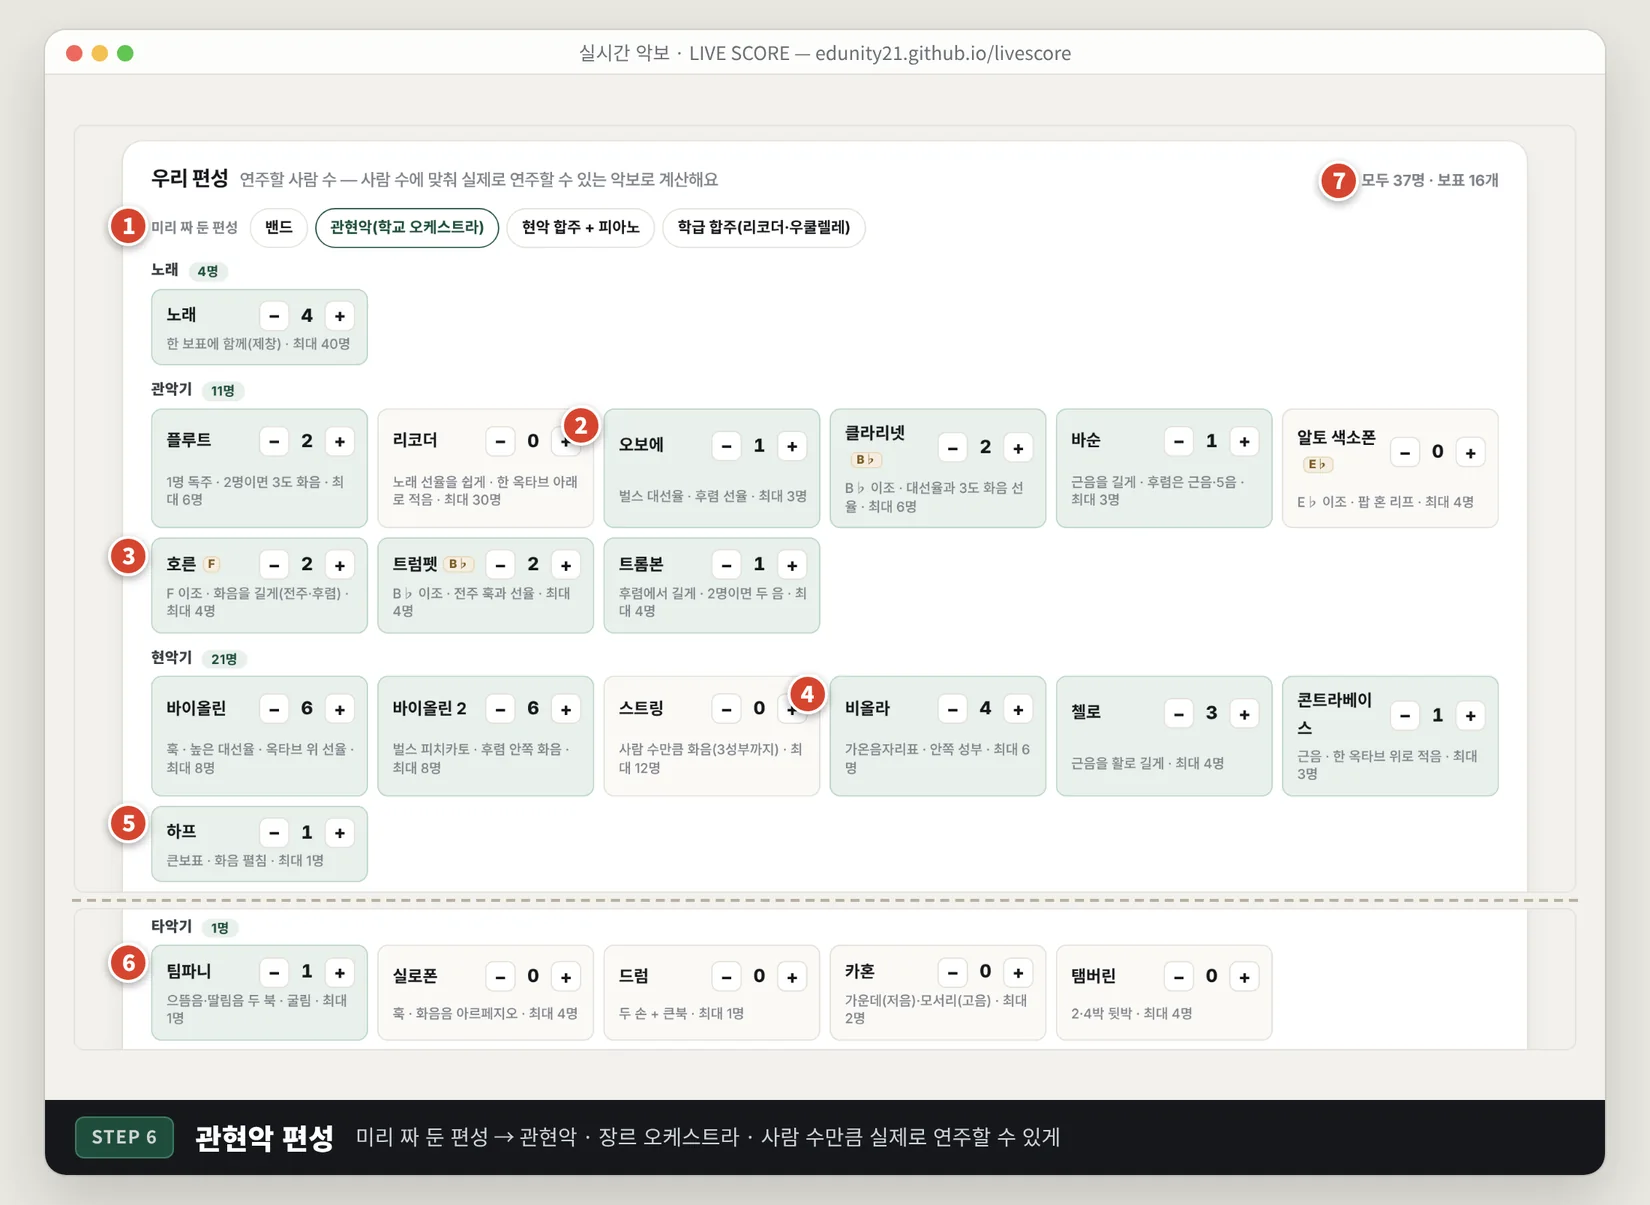 실시간 악보 · LIVE SCORE — edunity21.github.io/livescore
우리 편성 연주할 사람 수 — 사람 수에 맞춰 실제로 연주할 수 있는 악보로 계산해요
7 모두 37명 · 보표 16개
1 미리 짜 둔 편성 밴드 관현악(학교 오케스트라) 현악 합주 + 피아노 학급 합주(리코더·우쿨렐레)
노래 4명
노래 − 4 +
한 보표에 함께(제창) · 최대 40명
관악기 11명
플루트 − 2 +
1명 독주 · 2명이면 3도 화음 · 최
대 6명
리코더 − 0 +
노래 선율을 쉽게 · 한 옥타브 아래
로 적음 · 최대 30명
2
오보에 − 1 +
벌스 대선율 · 후렴 선율 · 최대 3명
클라리넷 − 2 +
B♭
B♭ 이조 · 대선율과 3도 화음 선
율 · 최대 6명
바순 − 1 +
근음을 길게 · 후렴은 근음·5음 ·
최대 3명
알토 색소폰 − 0 +
E♭
E♭ 이조 · 팝 혼 리프 · 최대 4명
3
호른 F − 2 +
F 이조 · 화음을 길게(전주·후렴) ·
최대 4명
트럼펫 B♭ − 2 +
B♭ 이조 · 전주 훅과 선율 · 최대
4명
트롬본 − 1 +
후렴에서 길게 · 2명이면 두 음 · 최
대 4명
현악기 21명
바이올린 − 6 +
훅 · 높은 대선율 · 옥타브 위 선율 ·
최대 8명
바이올린 2 − 6 +
벌스 피치카토 · 후렴 안쪽 화음 ·
최대 8명
스트링 − 0 +
사람 수만큼 화음(3성부까지) · 최
대 12명
4
비올라 − 4 +
가온음자리표 · 안쪽 성부 · 최대 6
명
첼로 − 3 +
근음을 활로 길게 · 최대 4명
콘트라베이
스 − 1 +
근음 · 한 옥타브 위로 적음 · 최대
3명
5
하프 − 1 +
큰보표 · 화음 펼침 · 최대 1명
타악기 1명
6
팀파니 − 1 +
으뜸음·딸림음 두 북 · 굴림 · 최대
1명
실로폰 − 0 +
훅 · 화음음 아르페지오 · 최대 4명
드럼 − 0 +
두 손 + 큰북 · 최대 1명
카혼 − 0 +
가운데(저음)·모서리(고음) · 최대
2명
탬버린 − 0 +
2·4박 뒷박 · 최대 4명
STEP 6 관현악 편성 미리 짜 둔 편성 → 관현악 · 장르 오케스트라 · 사람 수만큼 실제로 연주할 수 있게